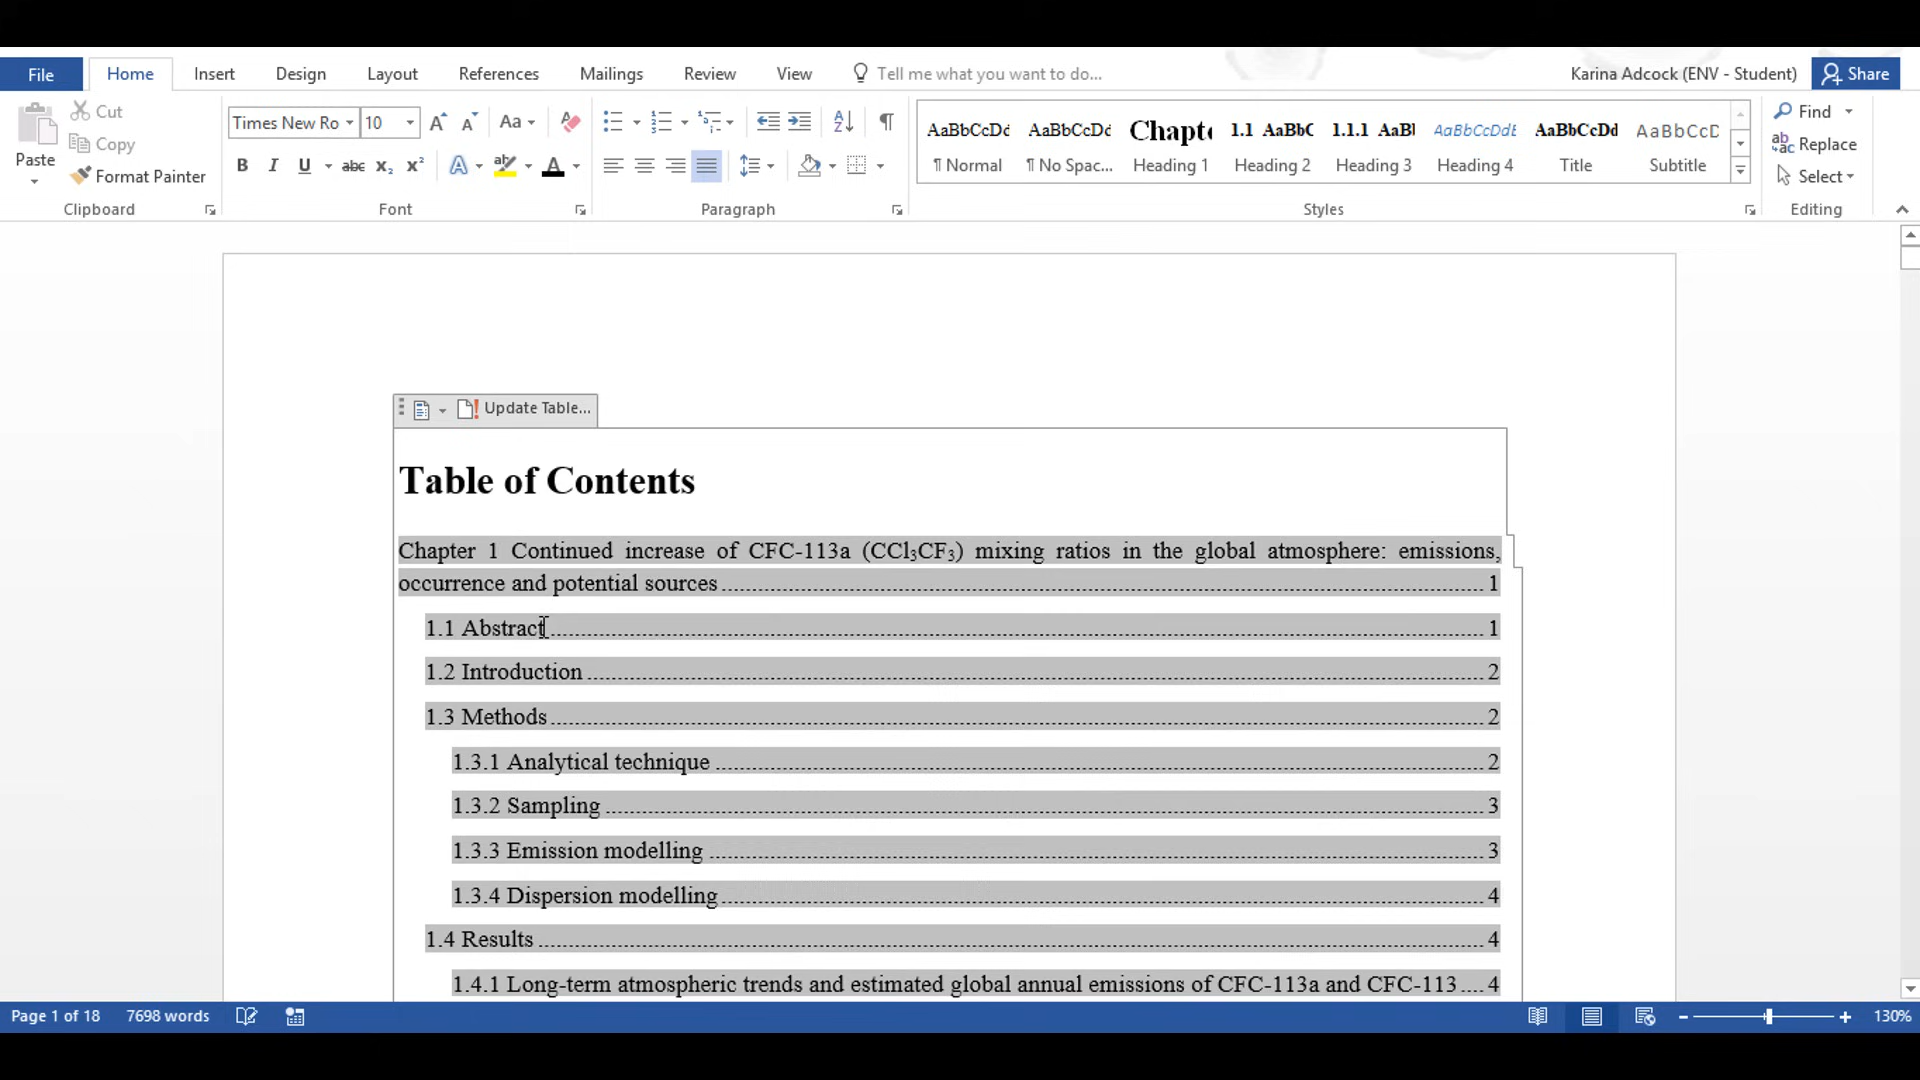 File Home Insert Design Layout References Mailings Review View Tell me what you want to do... Karina Adcock (ENV - Student) Share
Paste
Cut
Copy
Format Painter
Clipboard
Times New Ro 10 Aa
B I U abc X₂ X² A A
Font
Paragraph
AaBbCcDd AaBbCcDd Chapte 1.1 AaBbC 1.1.1 AaBl AaBbCcDdE AaBbCcDd AaBbCcD
¶ Normal ¶ No Spac... Heading 1 Heading 2 Heading 3 Heading 4 Title Subtitle
Styles
Find
Replace
Select
Editing
Update Table...
Table of Contents
Chapter 1 Continued increase of CFC-113a (CCl₃CF₃) mixing ratios in the global atmosphere: emissions,
occurrence and potential sources 1
1.1 Abstract 1
1.2 Introduction 2
1.3 Methods 2
1.3.1 Analytical technique 2
1.3.2 Sampling 3
1.3.3 Emission modelling 3
1.3.4 Dispersion modelling 4
1.4 Results 4
1.4.1 Long-term atmospheric trends and estimated global annual emissions of CFC-113a and CFC-113 .... 4
Page 1 of 18 7698 words 130%